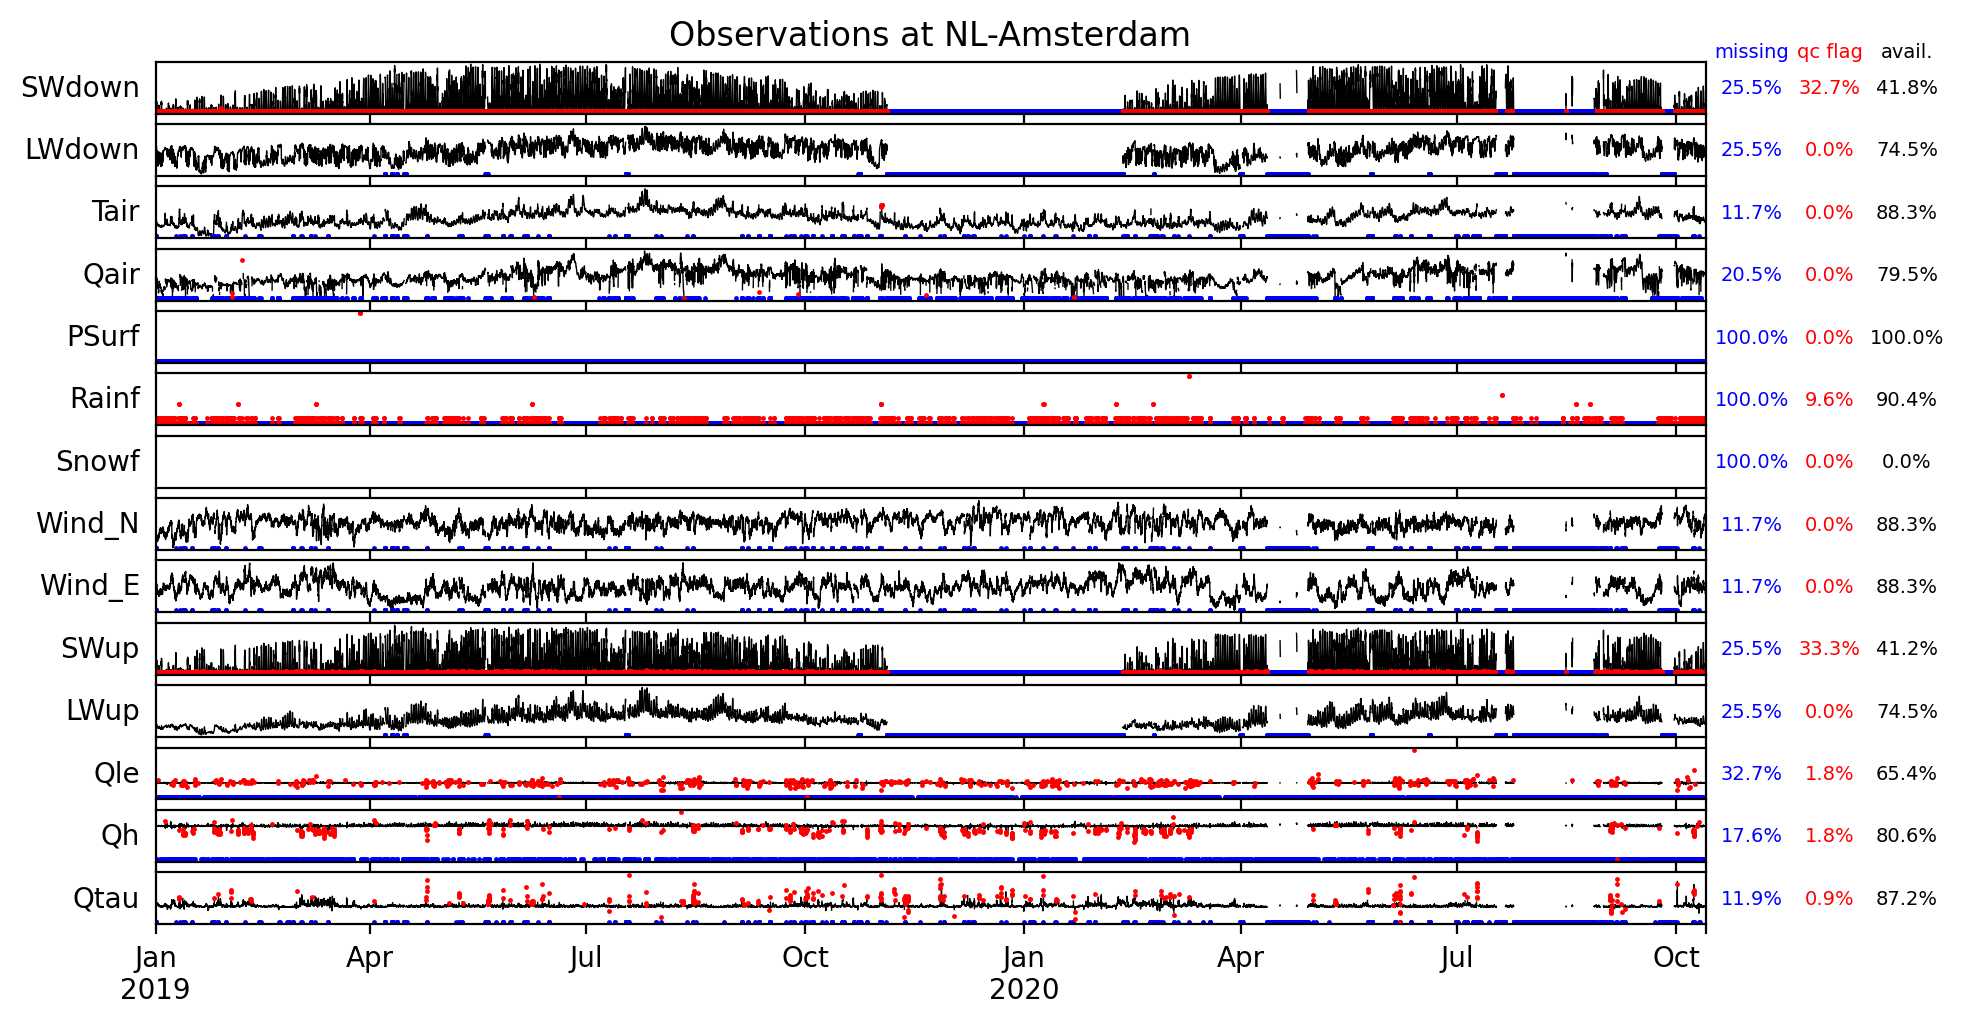 Observations at NL-Amsterdam
missing qc flag avail.
SWdown 25.5% 32.7% 41.8%
LWdown 25.5% 0.0% 74.5%
Tair 11.7% 0.0% 88.3%
Qair 20.5% 0.0% 79.5%
PSurf 100.0% 0.0% 100.0%
Rainf 100.0% 9.6% 90.4%
Snowf 100.0% 0.0% 0.0%
Wind_N 11.7% 0.0% 88.3%
Wind_E 11.7% 0.0% 88.3%
SWup 25.5% 33.3% 41.2%
LWup 25.5% 0.0% 74.5%
Qle 32.7% 1.8% 65.4%
Qh 17.6% 1.8% 80.6%
Qtau 11.9% 0.9% 87.2%
Jan Apr Jul Oct Jan Apr Jul Oct
2019 2020